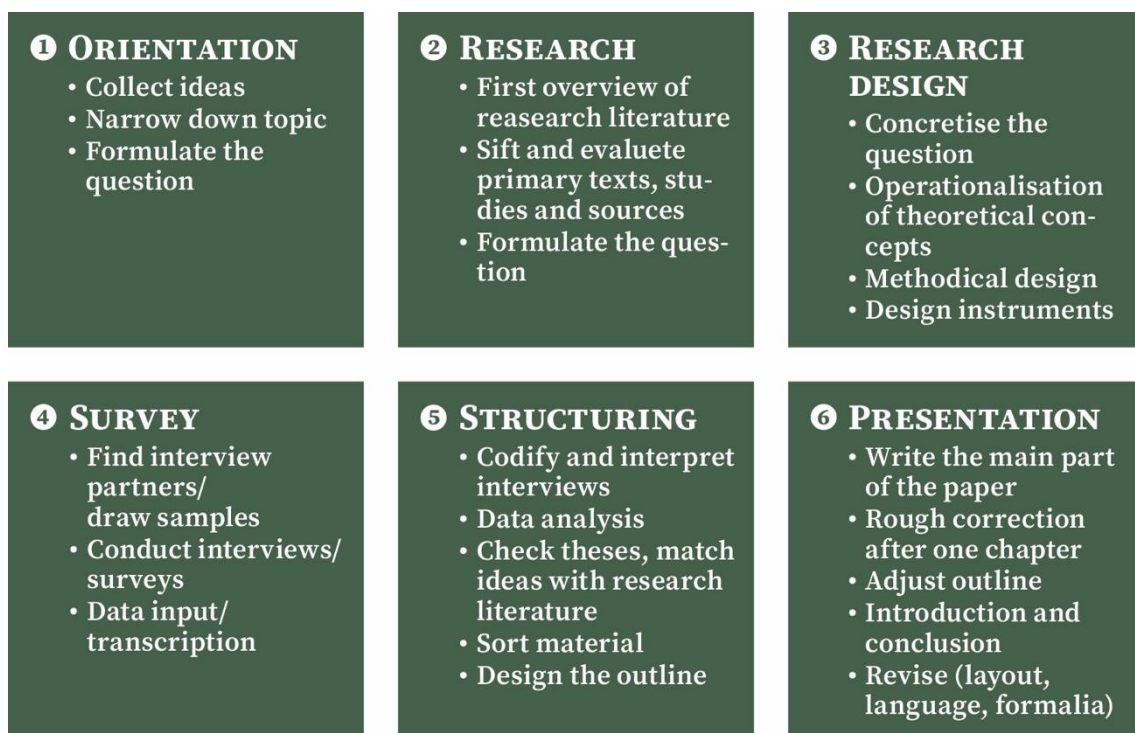 ❶ ORIENTATION
• Collect ideas
• Narrow down topic
• Formulate the
question
❷ RESEARCH
• First overview of
reasearch literature
• Sift and evaluete
primary texts, stu-
dies and sources
• Formulate the ques-
tion
❸ RESEARCH
DESIGN
• Concretise the
question
• Operationalisation
of theoretical con-
cepts
• Methodical design
• Design instruments
❹ SURVEY
• Find interview
partners/
draw samples
• Conduct interviews/
surveys
• Data input/
transcription
❺ STRUCTURING
• Codify and interpret
interviews
• Data analysis
• Check theses, match
ideas with research
literature
• Sort material
• Design the outline
❻ PRESENTATION
• Write the main part
of the paper
• Rough correction
after one chapter
• Adjust outline
• Introduction and
conclusion
• Revise (layout,
language, formalia)